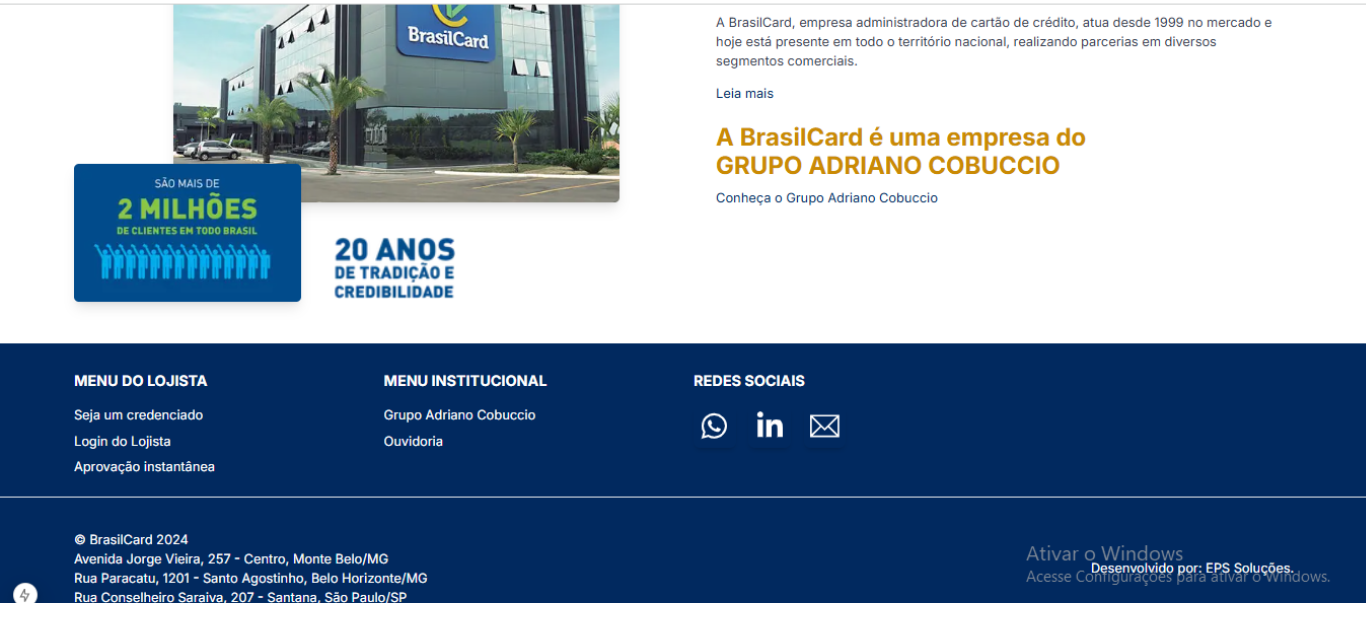 BrasilCard
A BrasilCard, empresa administradora de cartão de crédito, atua desde 1999 no mercado e
hoje está presente em todo o território nacional, realizando parcerias em diversos
segmentos comerciais.
Leia mais
A BrasilCard é uma empresa do
GRUPO ADRIANO COBUCCIO
Conheça o Grupo Adriano Cobuccio
SÃO MAIS DE
2 MILHÕES
DE CLIENTES EM TODO BRASIL
20 ANOS
DE TRADIÇÃO E
CREDIBILIDADE
MENU DO LOJISTA
Seja um credenciado
Login do Lojista
Aprovação instantânea
MENU INSTITUCIONAL
Grupo Adriano Cobuccio
Ouvidoria
REDES SOCIAIS
in
© BrasilCard 2024
Avenida Jorge Vieira, 257 - Centro, Monte Belo/MG
Rua Paracatu, 1201 - Santo Agostinho, Belo Horizonte/MG
Rua Conselheiro Saraiva, 207 - Santana, São Paulo/SP
Ativar o Windows
Desenvolvido por: EPS Soluções.
Acesse Configurações para ativar o Windows.